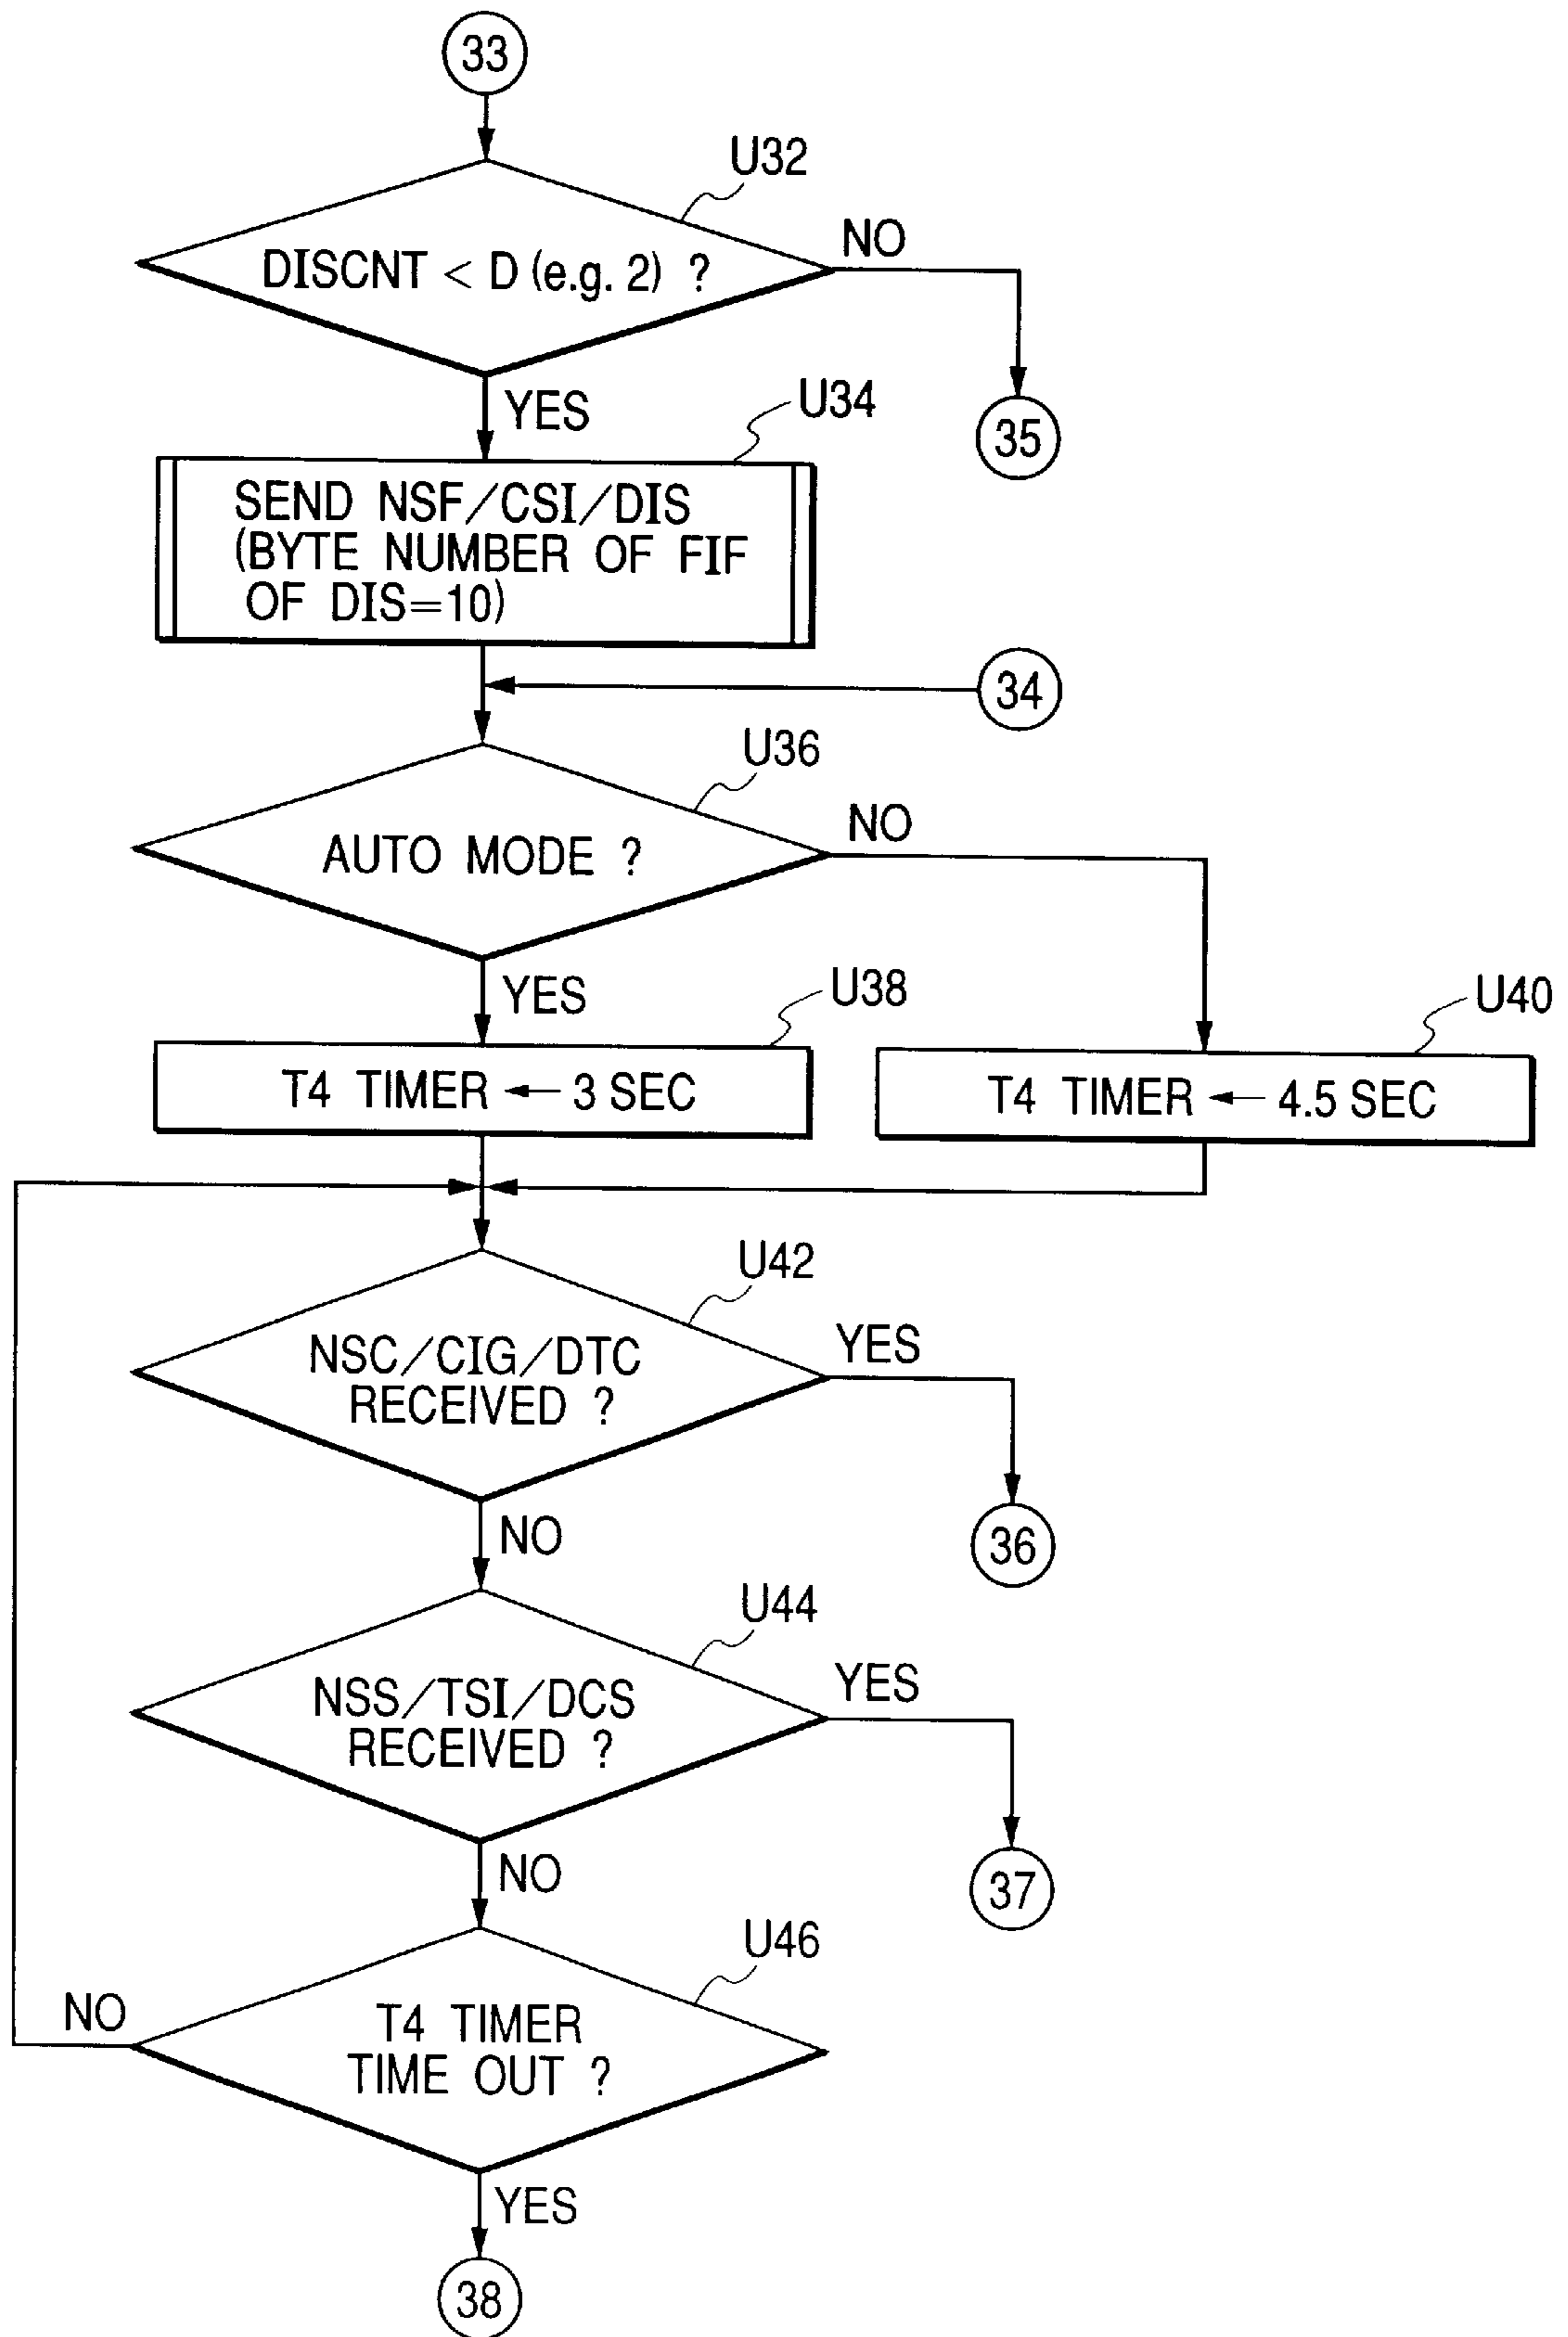 33
U32
DISCNT < D (e.g. 2) ?
NO
YES
35
U34
SEND NSF/CSI/DIS
(BYTE NUMBER OF FIF
OF DIS=10)
34
U36
AUTO MODE ?
NO
YES
U38
U40
T4 TIMER ← 3 SEC
T4 TIMER ← 4.5 SEC
U42
NSC/CIG/DTC
RECEIVED ?
YES
36
NO
U44
NSS/TSI/DCS
RECEIVED ?
YES
37
NO
U46
NO
T4 TIMER
TIME OUT ?
YES
38